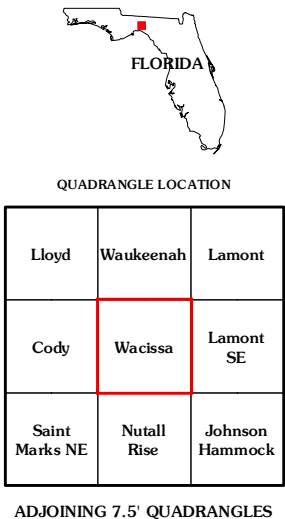 FLORIDA
QUADRANGLE LOCATION
Lloyd
Waukeenah
Lamont
Cody
Wacissa
Lamont
SE
Saint
Marks NE
Nutall
Rise
Johnson
Hammock
ADJOINING 7.5' QUADRANGLES